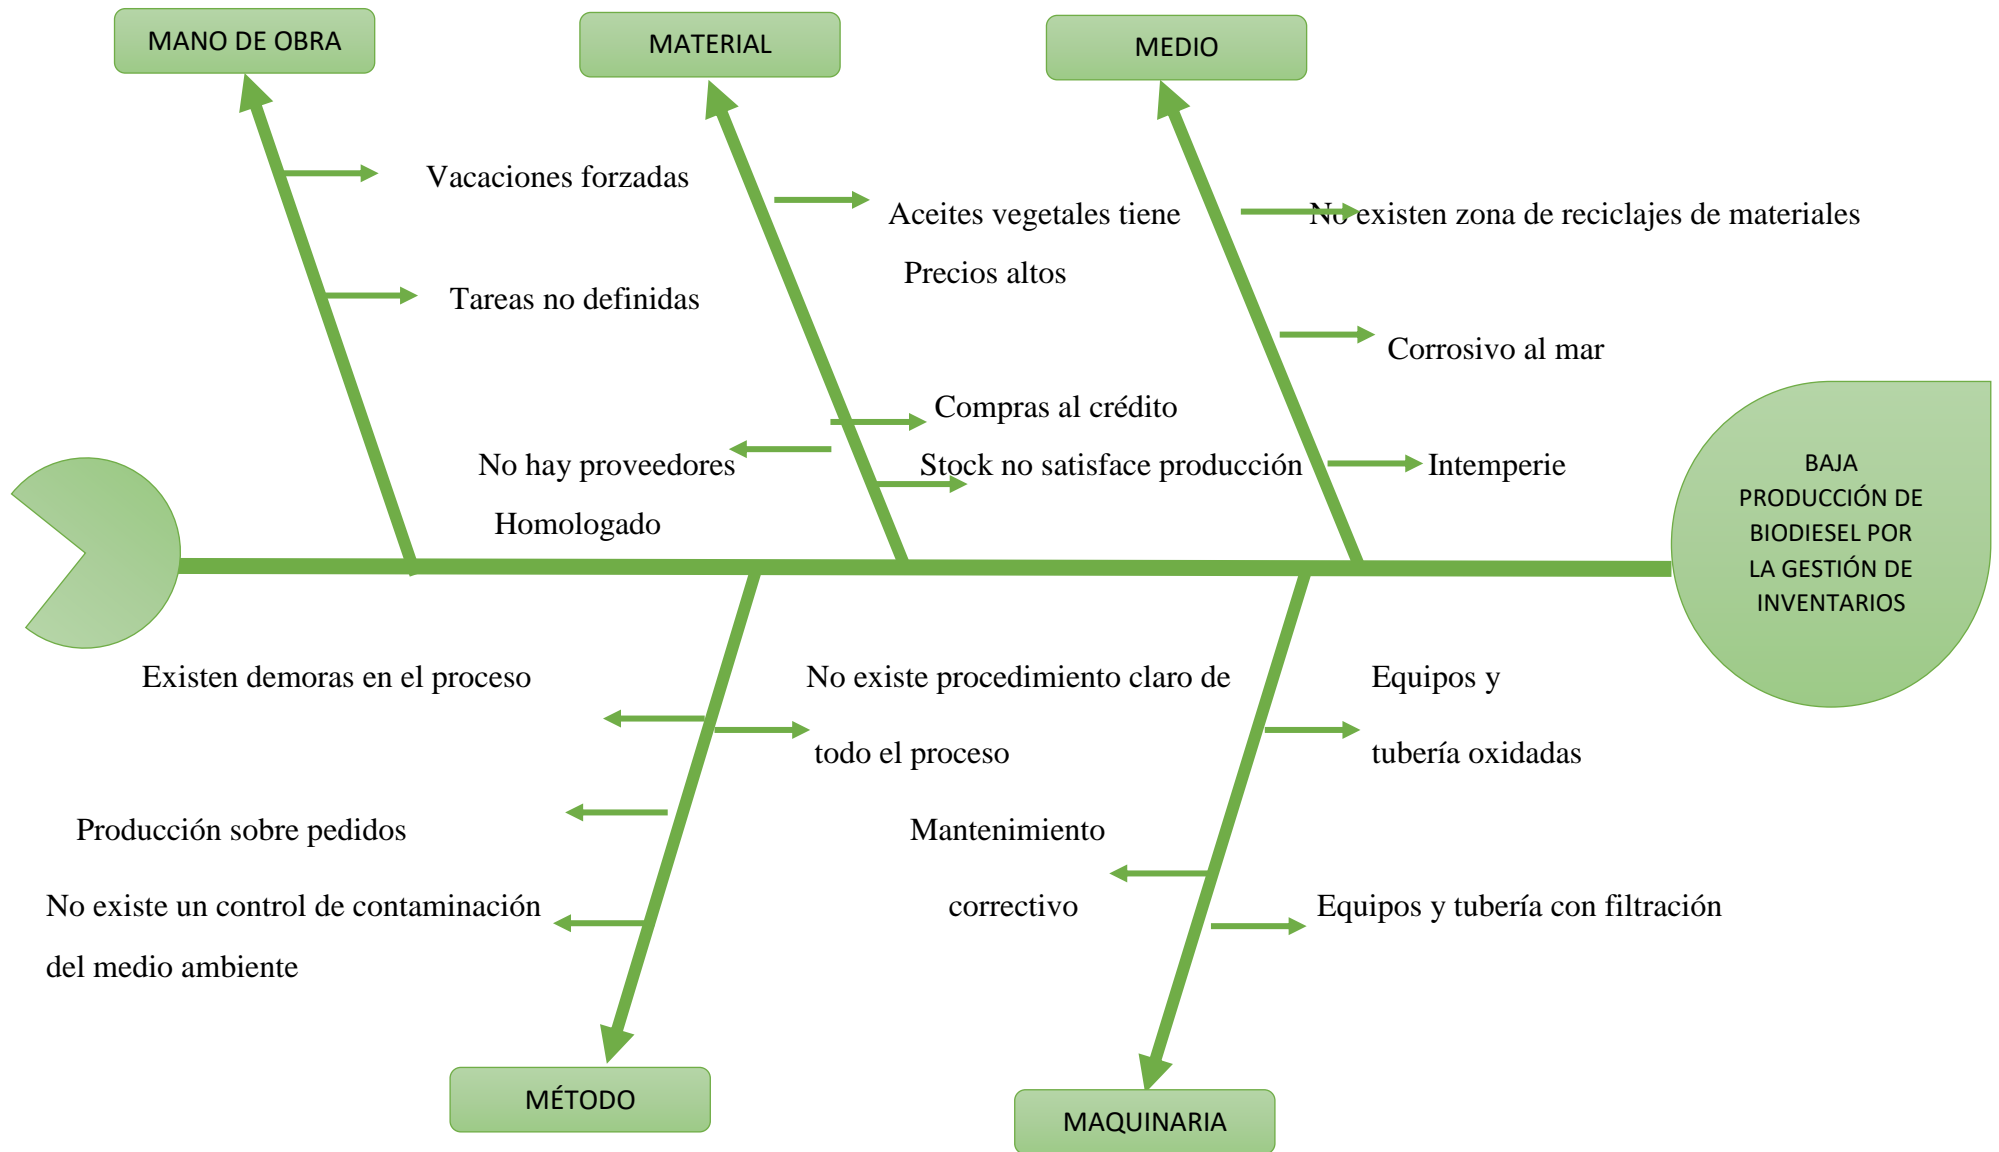 MANO DE OBRA
MATERIAL
MEDIO
Vacaciones forzadas
Tareas no definidas
Aceites vegetales tiene
Precios altos
No existen zona de reciclajes de materiales
Corrosivo al mar
Compras al crédito
No hay proveedores
Homologado
Stock no satisface producción
Intemperie
BAJA
PRODUCCIÓN DE
BIODIESEL POR
LA GESTIÓN DE
INVENTARIOS
Existen demoras en el proceso
No existe procedimiento claro de
todo el proceso
Equipos y
tubería oxidadas
Producción sobre pedidos
Mantenimiento
correctivo
No existe un control de contaminación
del medio ambiente
Equipos y tubería con filtración
MÉTODO
MAQUINARIA